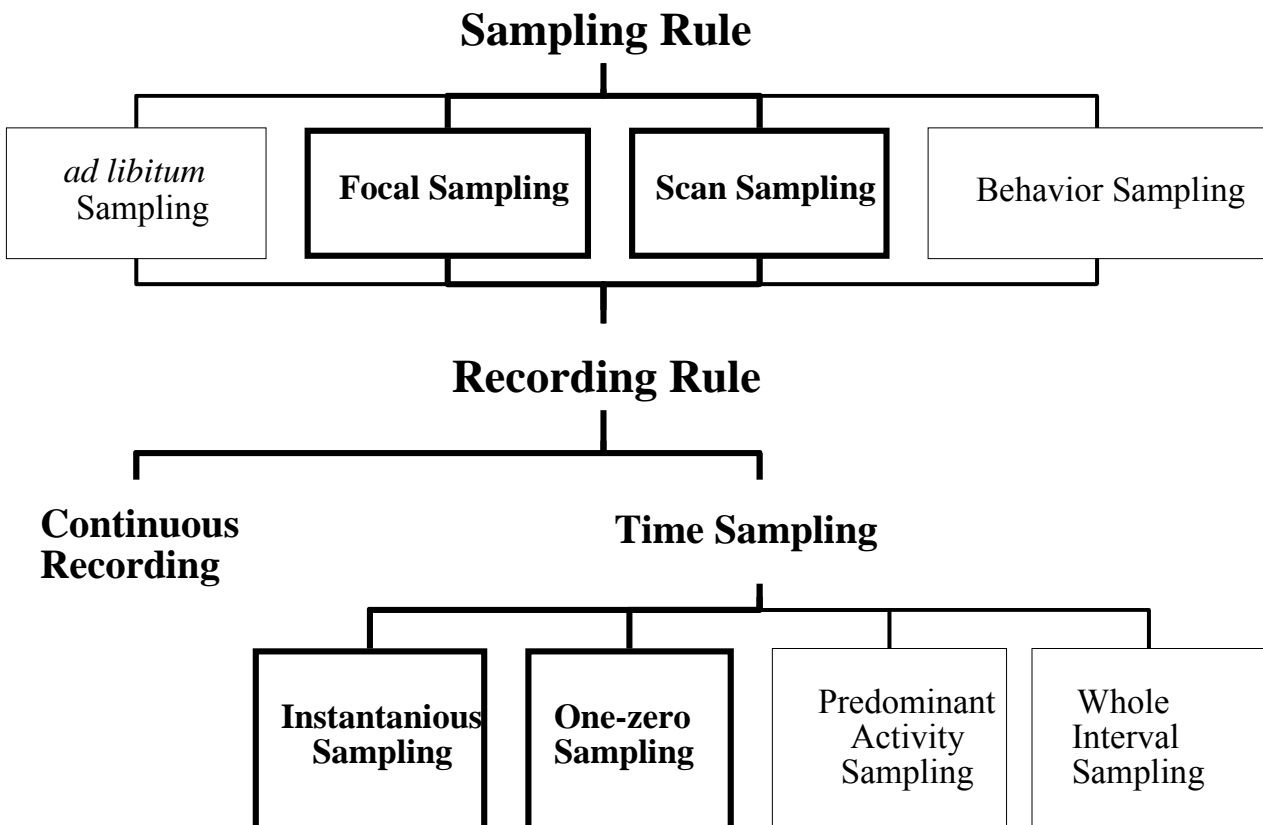 Sampling Rule
ad libitum
Sampling
Focal Sampling
Scan Sampling
Behavior Sampling
Recording Rule
Continuous
Recording
Time Sampling
Instantanious
Sampling
One-zero
Sampling
Predominant
Activity
Sampling
Whole
Interval
Sampling